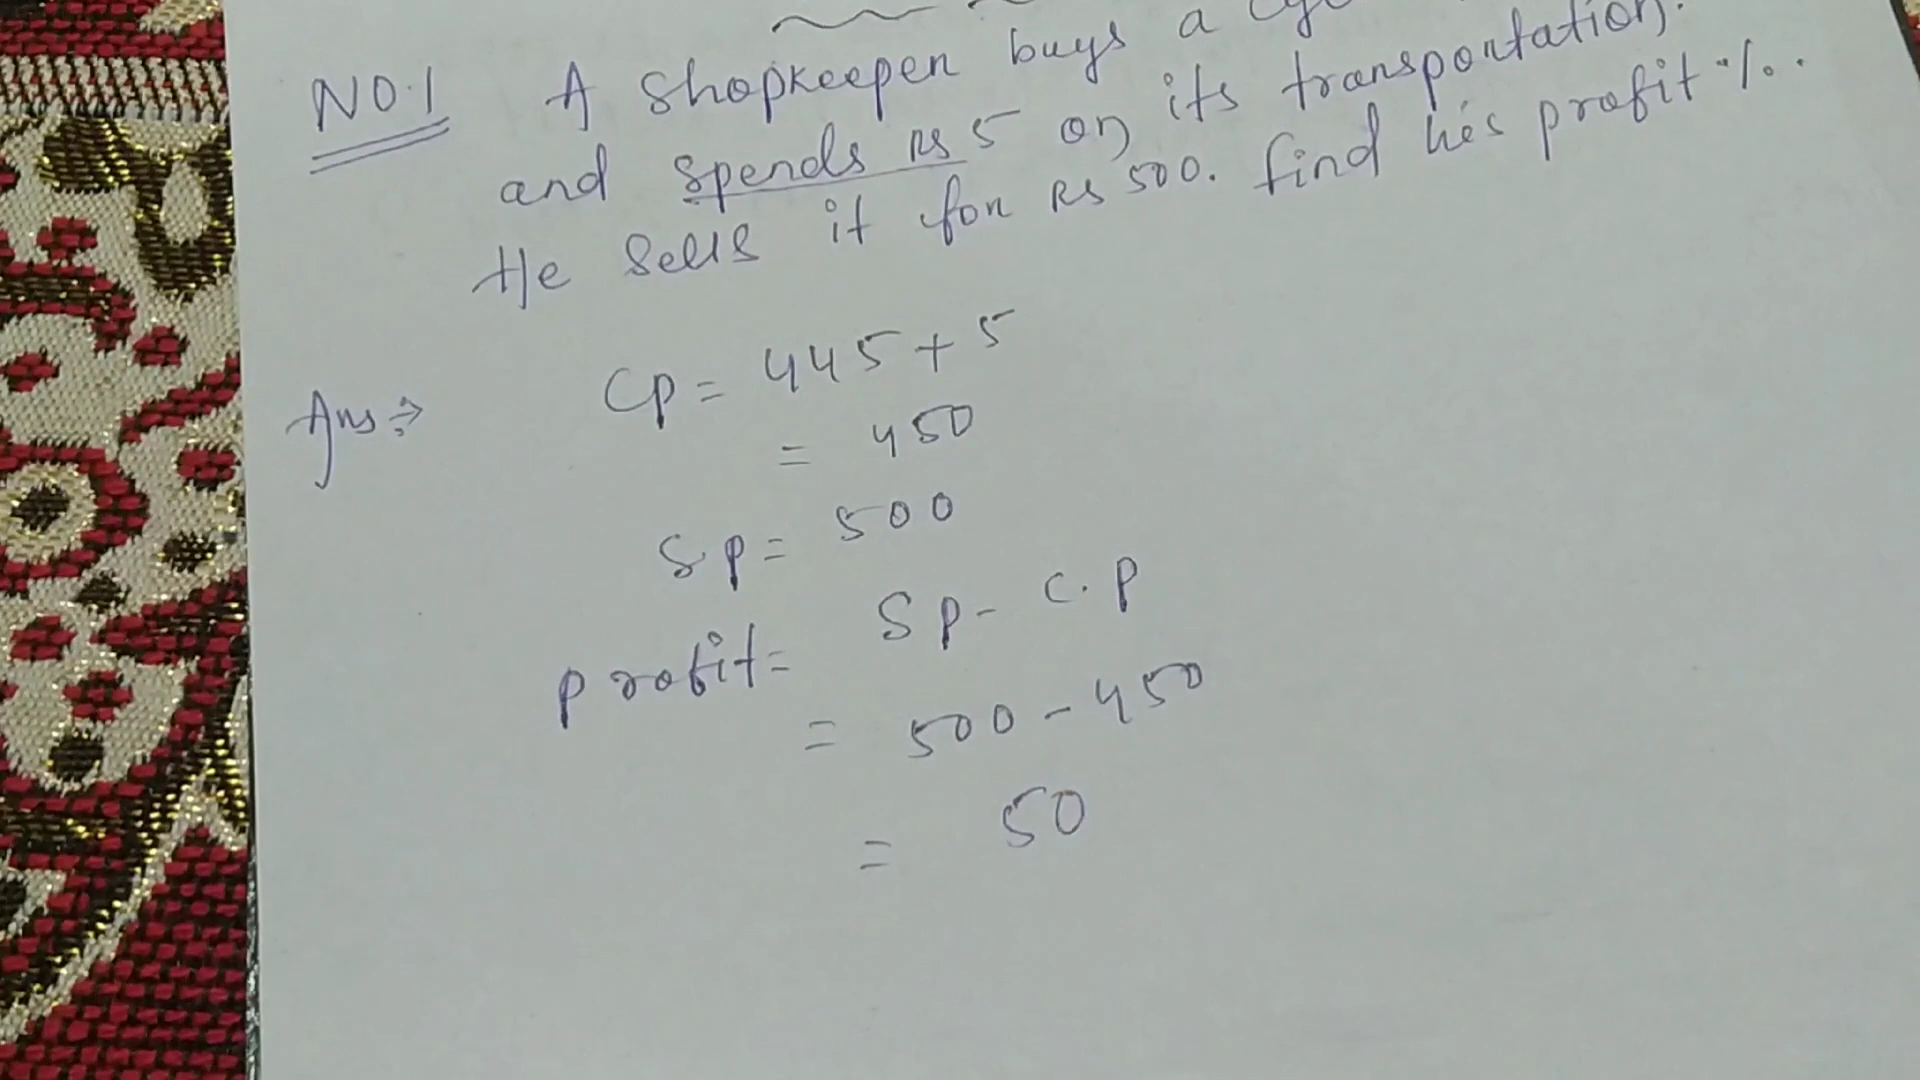 NO.1 A Shopkeeper buys a
and spends Rs 5 on its transportation.
He sells it for Rs 500. find his profit %.
Ans ⇒ CP = 445 + 5
= 450
SP = 500
profit = SP - C.P
= 500 - 450
= 50